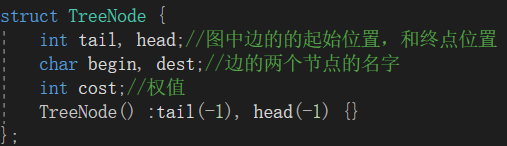 struct TreeNode {
int tail, head;//图中边的的起始位置，和终点位置
char begin, dest;//边的两个节点的名字
int cost;//权值
TreeNode() :tail(-1), head(-1) {}
};